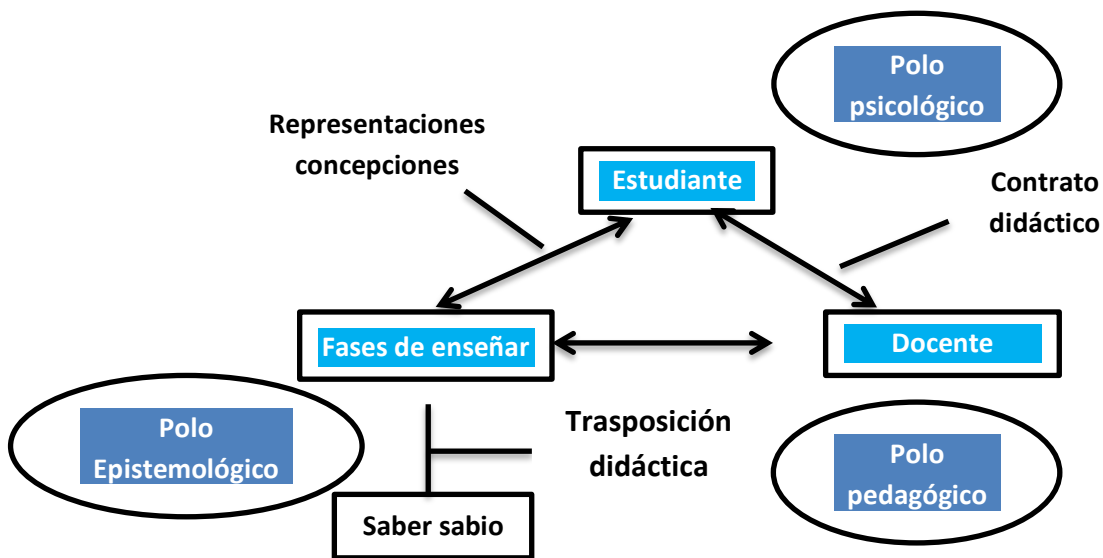 Polo
psicológico
Representaciones
concepciones
Estudiante
Contrato
didáctico
Fases de enseñar
Docente
Polo
Epistemológico
Trasposición
didáctica
Polo
pedagógico
Saber sabio